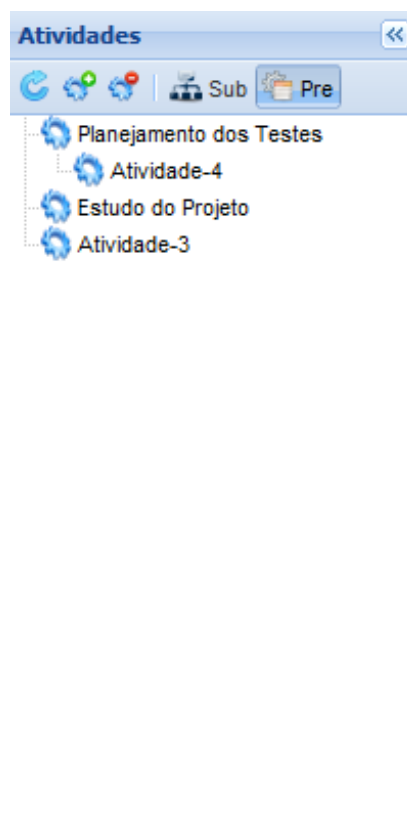 Atividades
Sub Pre
Planejamento dos Testes
Atividade-4
Estudo do Projeto
Atividade-3